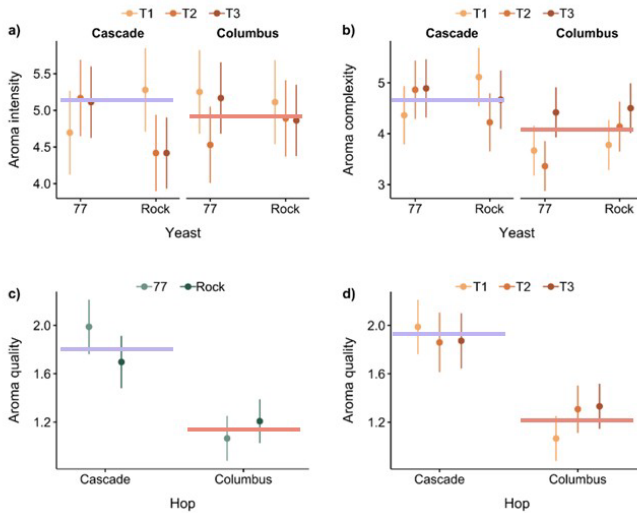 T1 T2 T3
a) Cascade Columbus
Aroma intensity
5.5
5.0
4.5
4.0
77 Rock 77 Rock
Yeast
T1 T2 T3
b) Cascade Columbus
Aroma complexity
5
4
3
77 Rock 77 Rock
Yeast
c) 77 Rock
Aroma quality
2.0
1.6
1.2
Cascade Columbus
Hop
d) T1 T2 T3
Aroma quality
2.0
1.6
1.2
Cascade Columbus
Hop